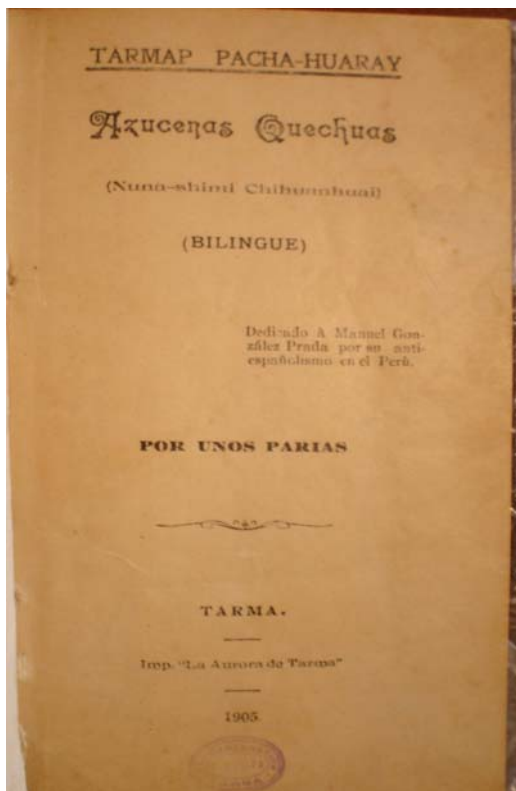 TARMAP PACHA-HUARAY
Azucenas Quechuas
(Nuna-shimi Chihuanhuai)
(BILINGUE)
Dedicado A Manuel Gon-
zález Prada por su anti-
españolismo en el Perú.
POR UNOS PARIAS
TARMA.
Imp. "La Aurora de Tarma"
1905.